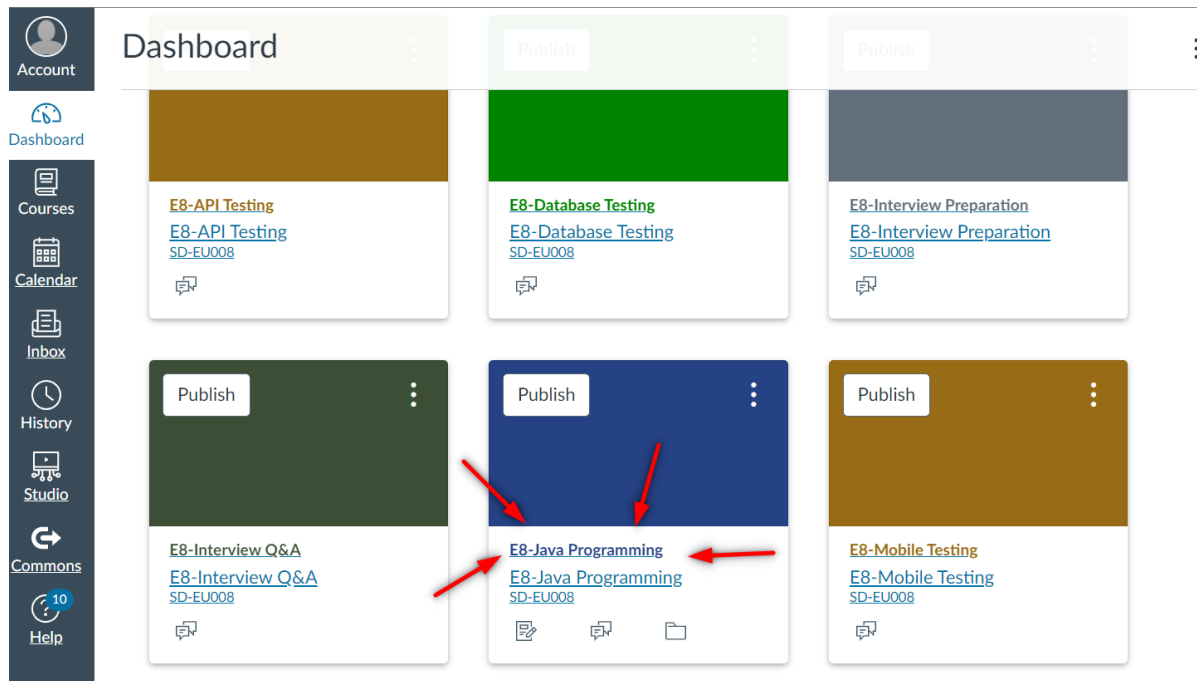 Account
Dashboard
Courses
Calendar
Inbox
History
Studio
Commons
10
Help
Dashboard
Publish
Publish
E8-API Testing
E8-API Testing
SD-EU008
E8-Database Testing
E8-Database Testing
SD-EU008
E8-Interview Preparation
E8-Interview Preparation
SD-EU008
Publish
E8-Interview Q&A
E8-Interview Q&A
SD-EU008
Publish
E8-Java Programming
E8-Java Programming
SD-EU008
Publish
E8-Mobile Testing
E8-Mobile Testing
SD-EU008